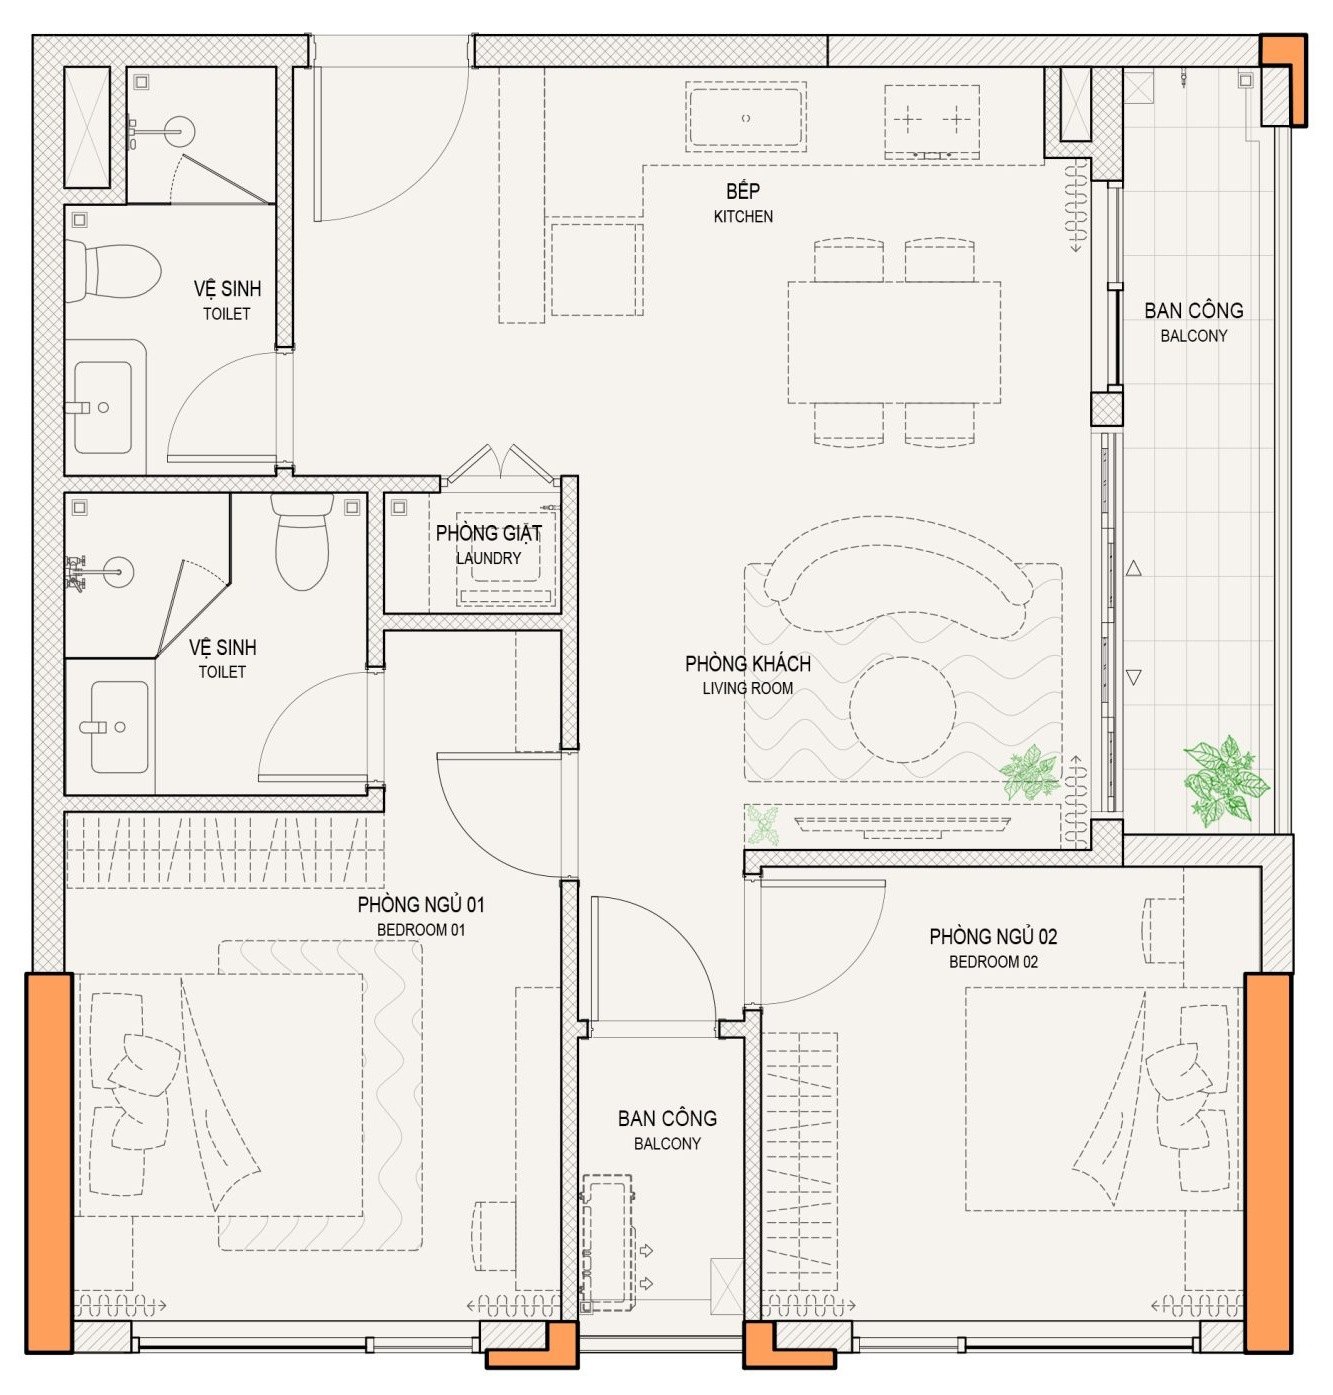 BẾP
KITCHEN
VỆ SINH
TOILET
BAN CÔNG
BALCONY
PHÒNG GIẶT
LAUNDRY
VỆ SINH
TOILET
PHÒNG KHÁCH
LIVING ROOM
PHÒNG NGỦ 01
BEDROOM 01
PHÒNG NGỦ 02
BEDROOM 02
BAN CÔNG
BALCONY